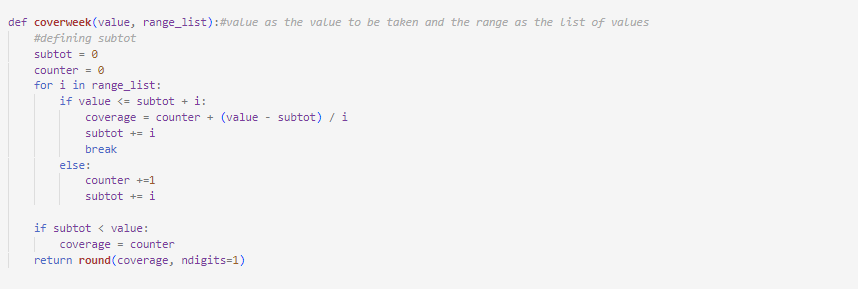 def coverweek(value, range_list):#value as the value to be taken and the range as the list of values
    #defining subtot
    subtot = 0
    counter = 0
    for i in range_list:
        if value <= subtot + i:
            coverage = counter + (value - subtot) / i
            subtot += i
            break
        else:
            counter +=1
            subtot += i

    if subtot < value:
        coverage = counter
    return round(coverage, ndigits=1)